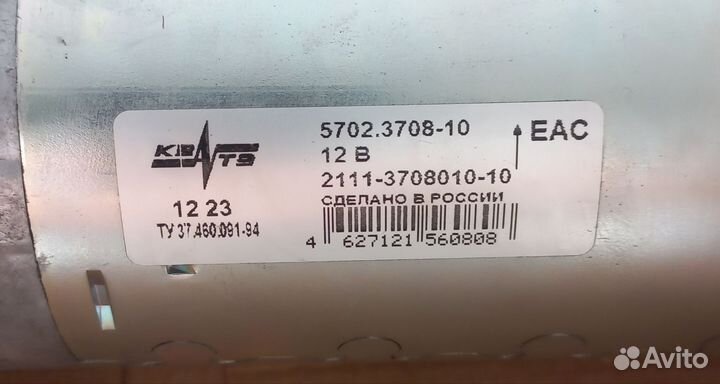 КВАТЭ
12 23
ТУ 37.460.091-94
5702.3708-10
12 В
2111-3708010-10
СДЕЛАНО В РОССИИ
4 627121 560808
EAC
Avito